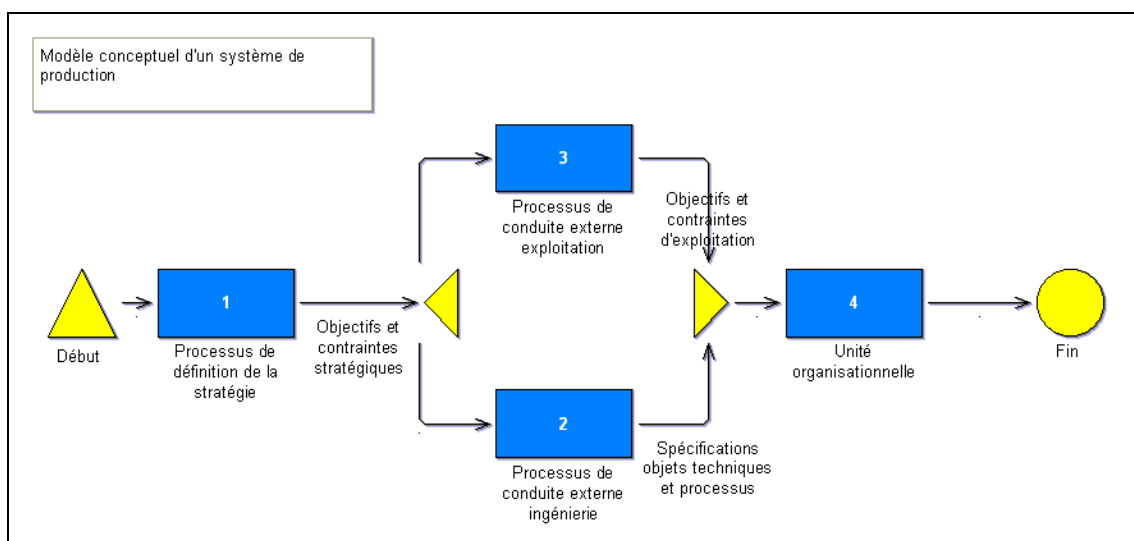 Modèle conceptuel d'un système de
production
3
Processus de
conduite externe
exploitation
Objectifs et
contraintes
d'exploitation
Début
1
Processus de
définition de la
stratégie
Objectifs et
contraintes
stratégiques
4
Unité
organisationnelle
Fin
2
Processus de
conduite externe
ingénierie
Spécifications
objets techniques
et processus